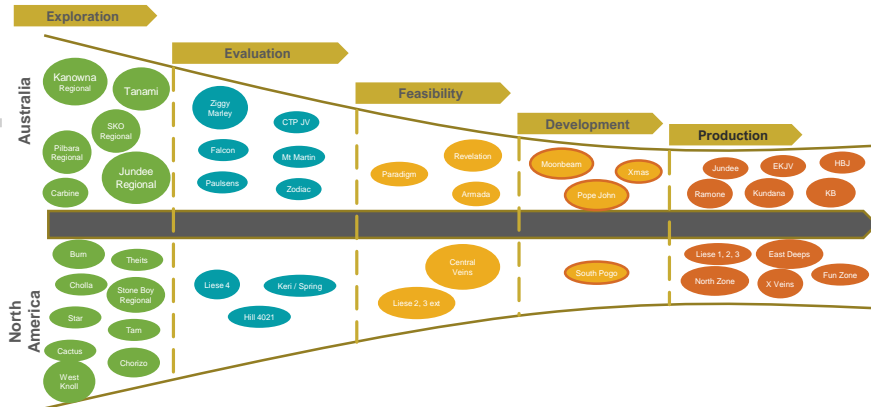 Exploration
Evaluation
Feasibility
Development
Production
Australia
Kanowna
Regional
Tanami
SKO
Regional
Pilbara
Regional
Jundee
Regional
Carbine
Ziggy
Marley
CTP JV
Falcon
Mt Martin
Paulsens
Zodiac
Revelation
Paradigm
Armada
Moonbeam
Xmas
Pope John
Jundee
EKJV
HBJ
Ramone
Kundana
KB
North
America
Burn
Theits
Cholla
Stone Boy
Regional
Star
Tam
Cactus
West
Knoll
Chorizo
Liese 4
Keri / Spring
Hill 4021
Central
Veins
Liese 2, 3 ext
South Pogo
Liese 1, 2, 3
East Deeps
North Zone
X Veins
Fun Zone